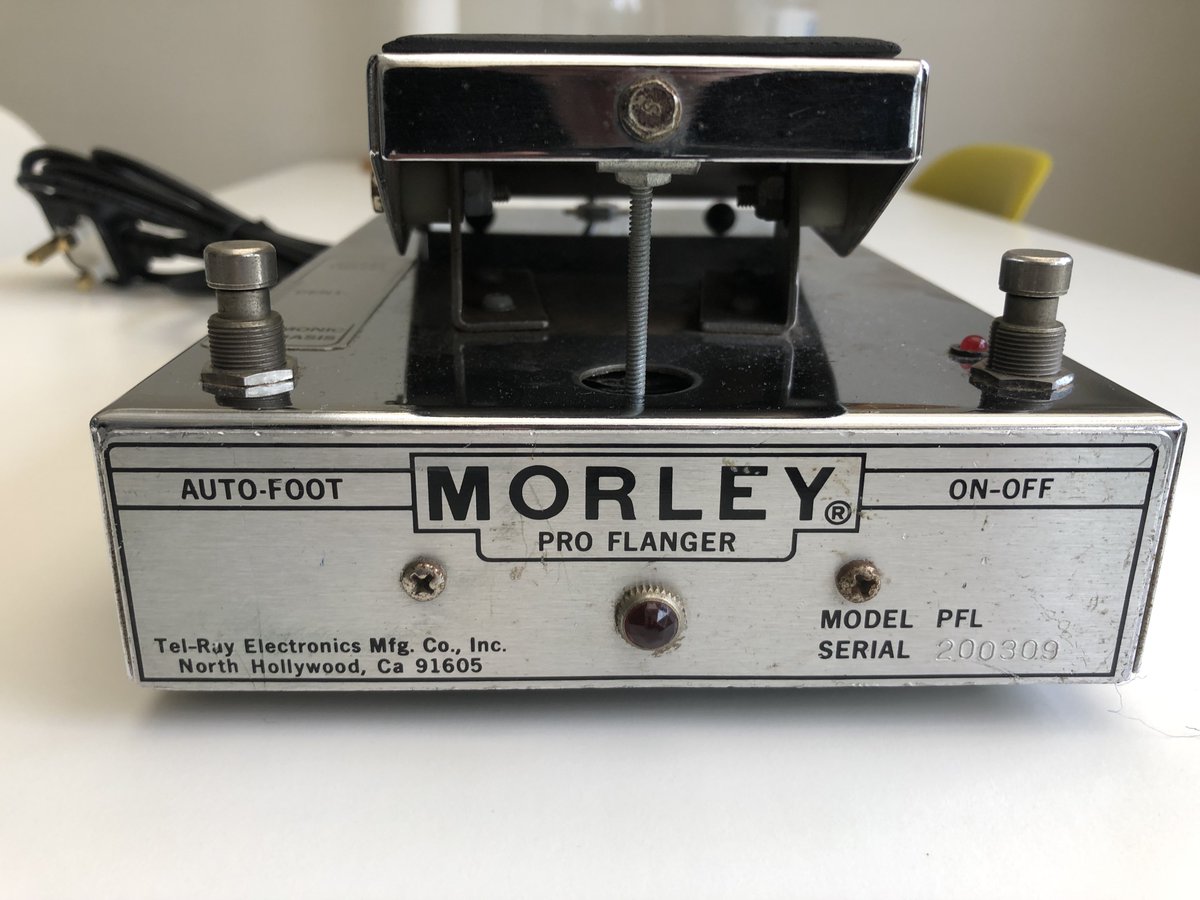 AUTO-FOOT
MORLEY®
ON-OFF
PRO FLANGER
MODEL PFL
SERIAL 200309
Tel-Ray Electronics Mfg. Co., Inc.
North Hollywood, Ca 91605